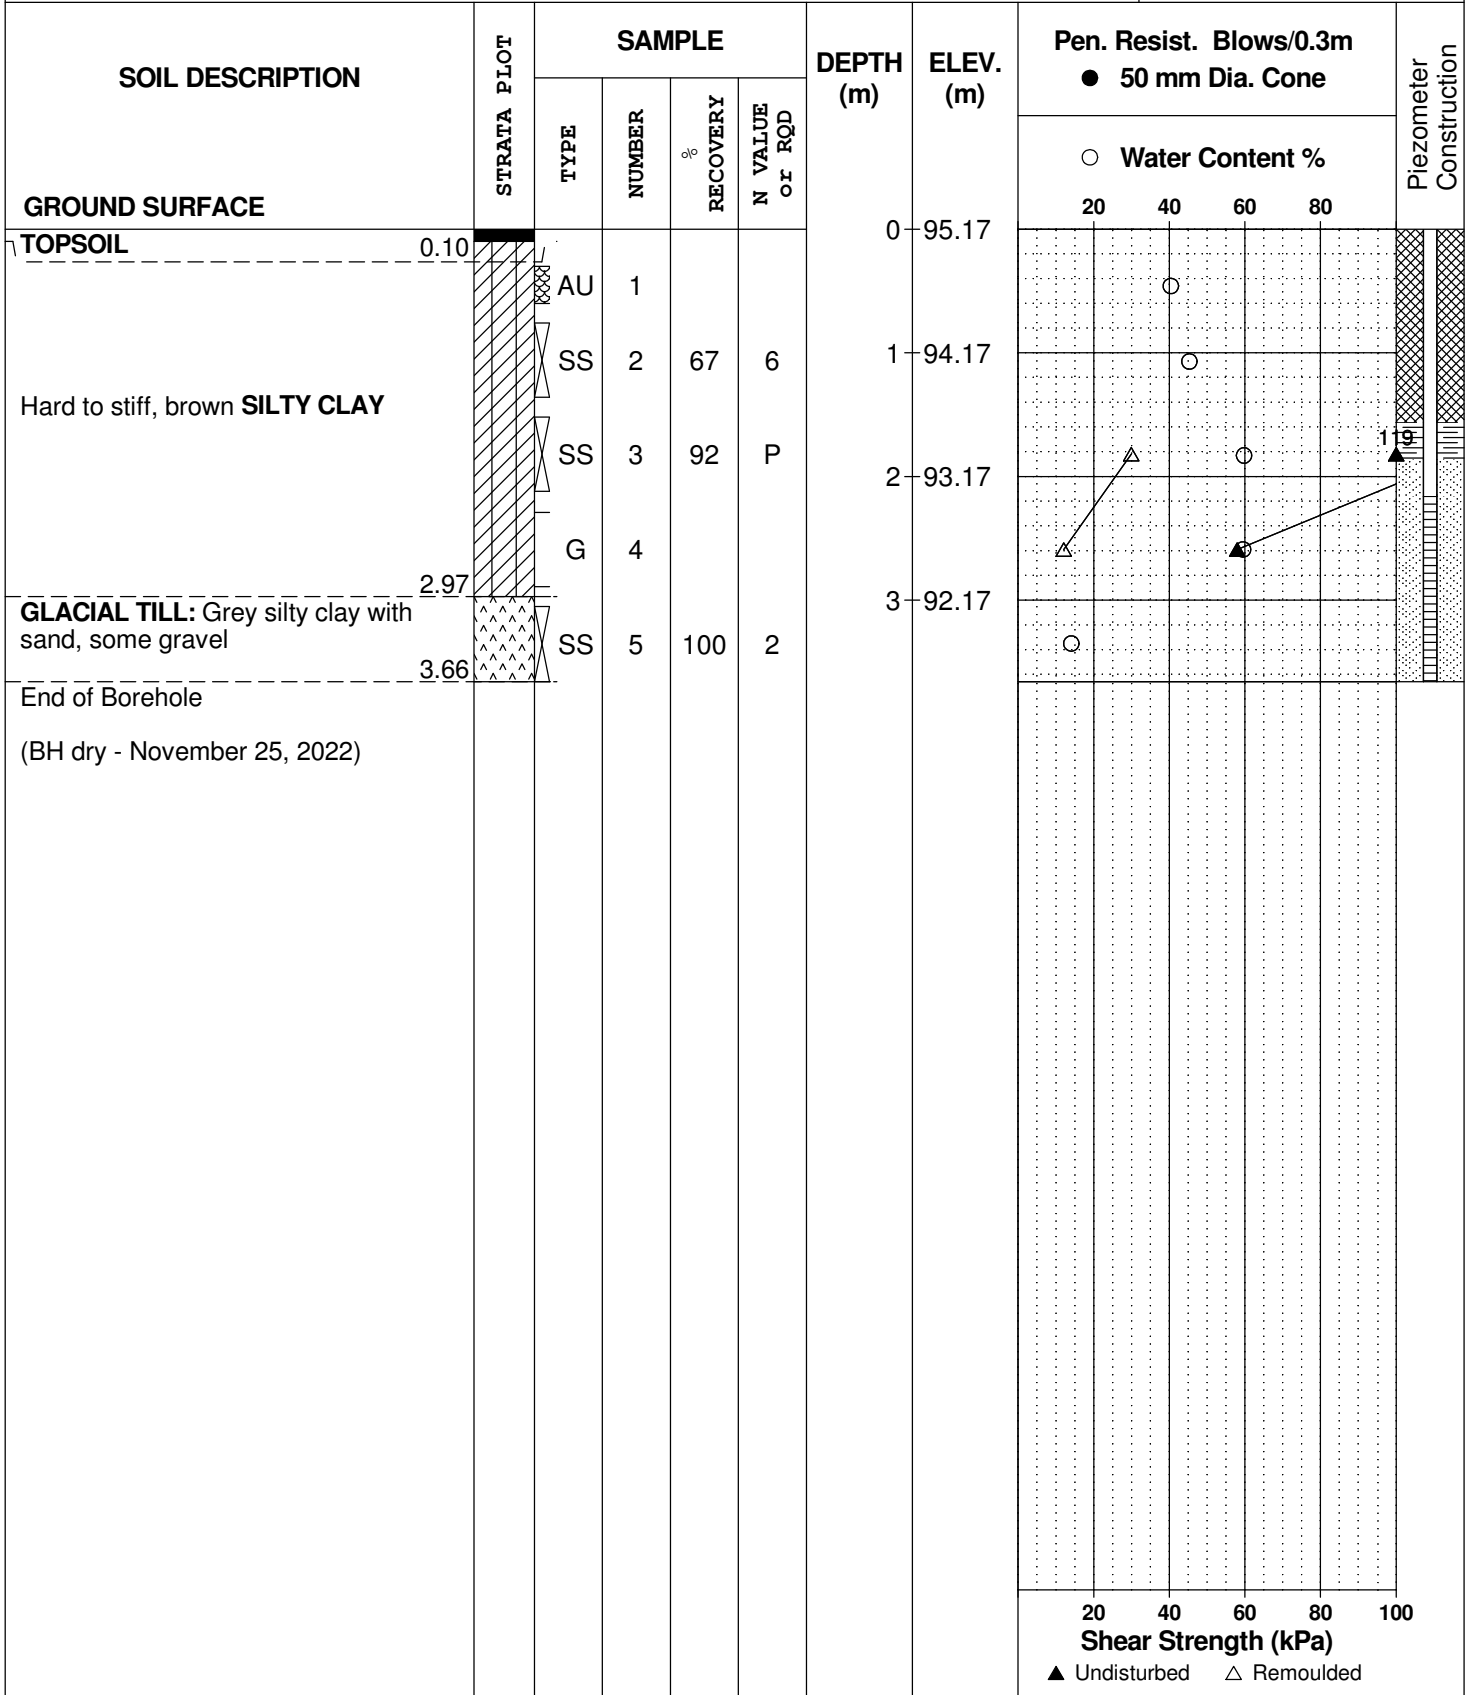 SOIL DESCRIPTION
GROUND SURFACE
STRATA PLOT
SAMPLE
TYPE
NUMBER
% RECOVERY
N VALUE
or RQD
DEPTH
(m)
ELEV.
(m)
Pen. Resist. Blows/0.3m
● 50 mm Dia. Cone
○ Water Content %
20 40 60 80
Piezometer
Construction
TOPSOIL 0.10
0 95.17
AU 1
SS 2 67 6
1 94.17
Hard to stiff, brown SILTY CLAY
119
SS 3 92 P
2 93.17
G 4
2.97
3 92.17
GLACIAL TILL: Grey silty clay with
sand, some gravel
SS 5 100 2
3.66
End of Borehole
(BH dry - November 25, 2022)
20 40 60 80 100
Shear Strength (kPa)
▲ Undisturbed △ Remoulded